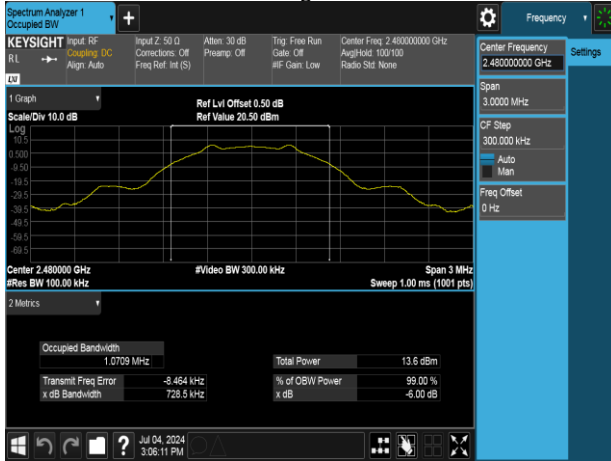 Spectrum Analyzer 1
Occupied BW
+
Frequency
KEYSIGHT
RL
Input: RF
Coupling: DC
Align: Auto
Input Z: 50 Ω
Corrections: Off
Freq Ref: Int (S)
Atten: 30 dB
Preamp: Off
Trig: Free Run
Gate: Off
#IF Gain: Low
Center Freq: 2.480000000 GHz
Avg|Hold: 100/100
Radio Std: None
LXI
Center Frequency
2.480000000 GHz
Settings
Span
3.0000 MHz
CF Step
300.000 kHz
Auto
Man
Freq Offset
0 Hz
1 Graph
Scale/Div 10.0 dB
Ref Lvl Offset 0.50 dB
Ref Value 20.50 dBm
Log
10.5
0.500
-9.50
-19.5
-29.5
-39.5
-49.5
-59.5
-69.5
Center 2.480000 GHz
#Res BW 100.00 kHz
#Video BW 300.00 kHz
Span 3 MHz
Sweep 1.00 ms (1001 pts)
2 Metrics
Occupied Bandwidth
1.0709 MHz
Total Power 13.6 dBm
Transmit Freq Error -8.464 kHz
% of OBW Power 99.00 %
x dB Bandwidth 728.5 kHz
x dB -6.00 dB
?
Jul 04, 2024
3:06:11 PM